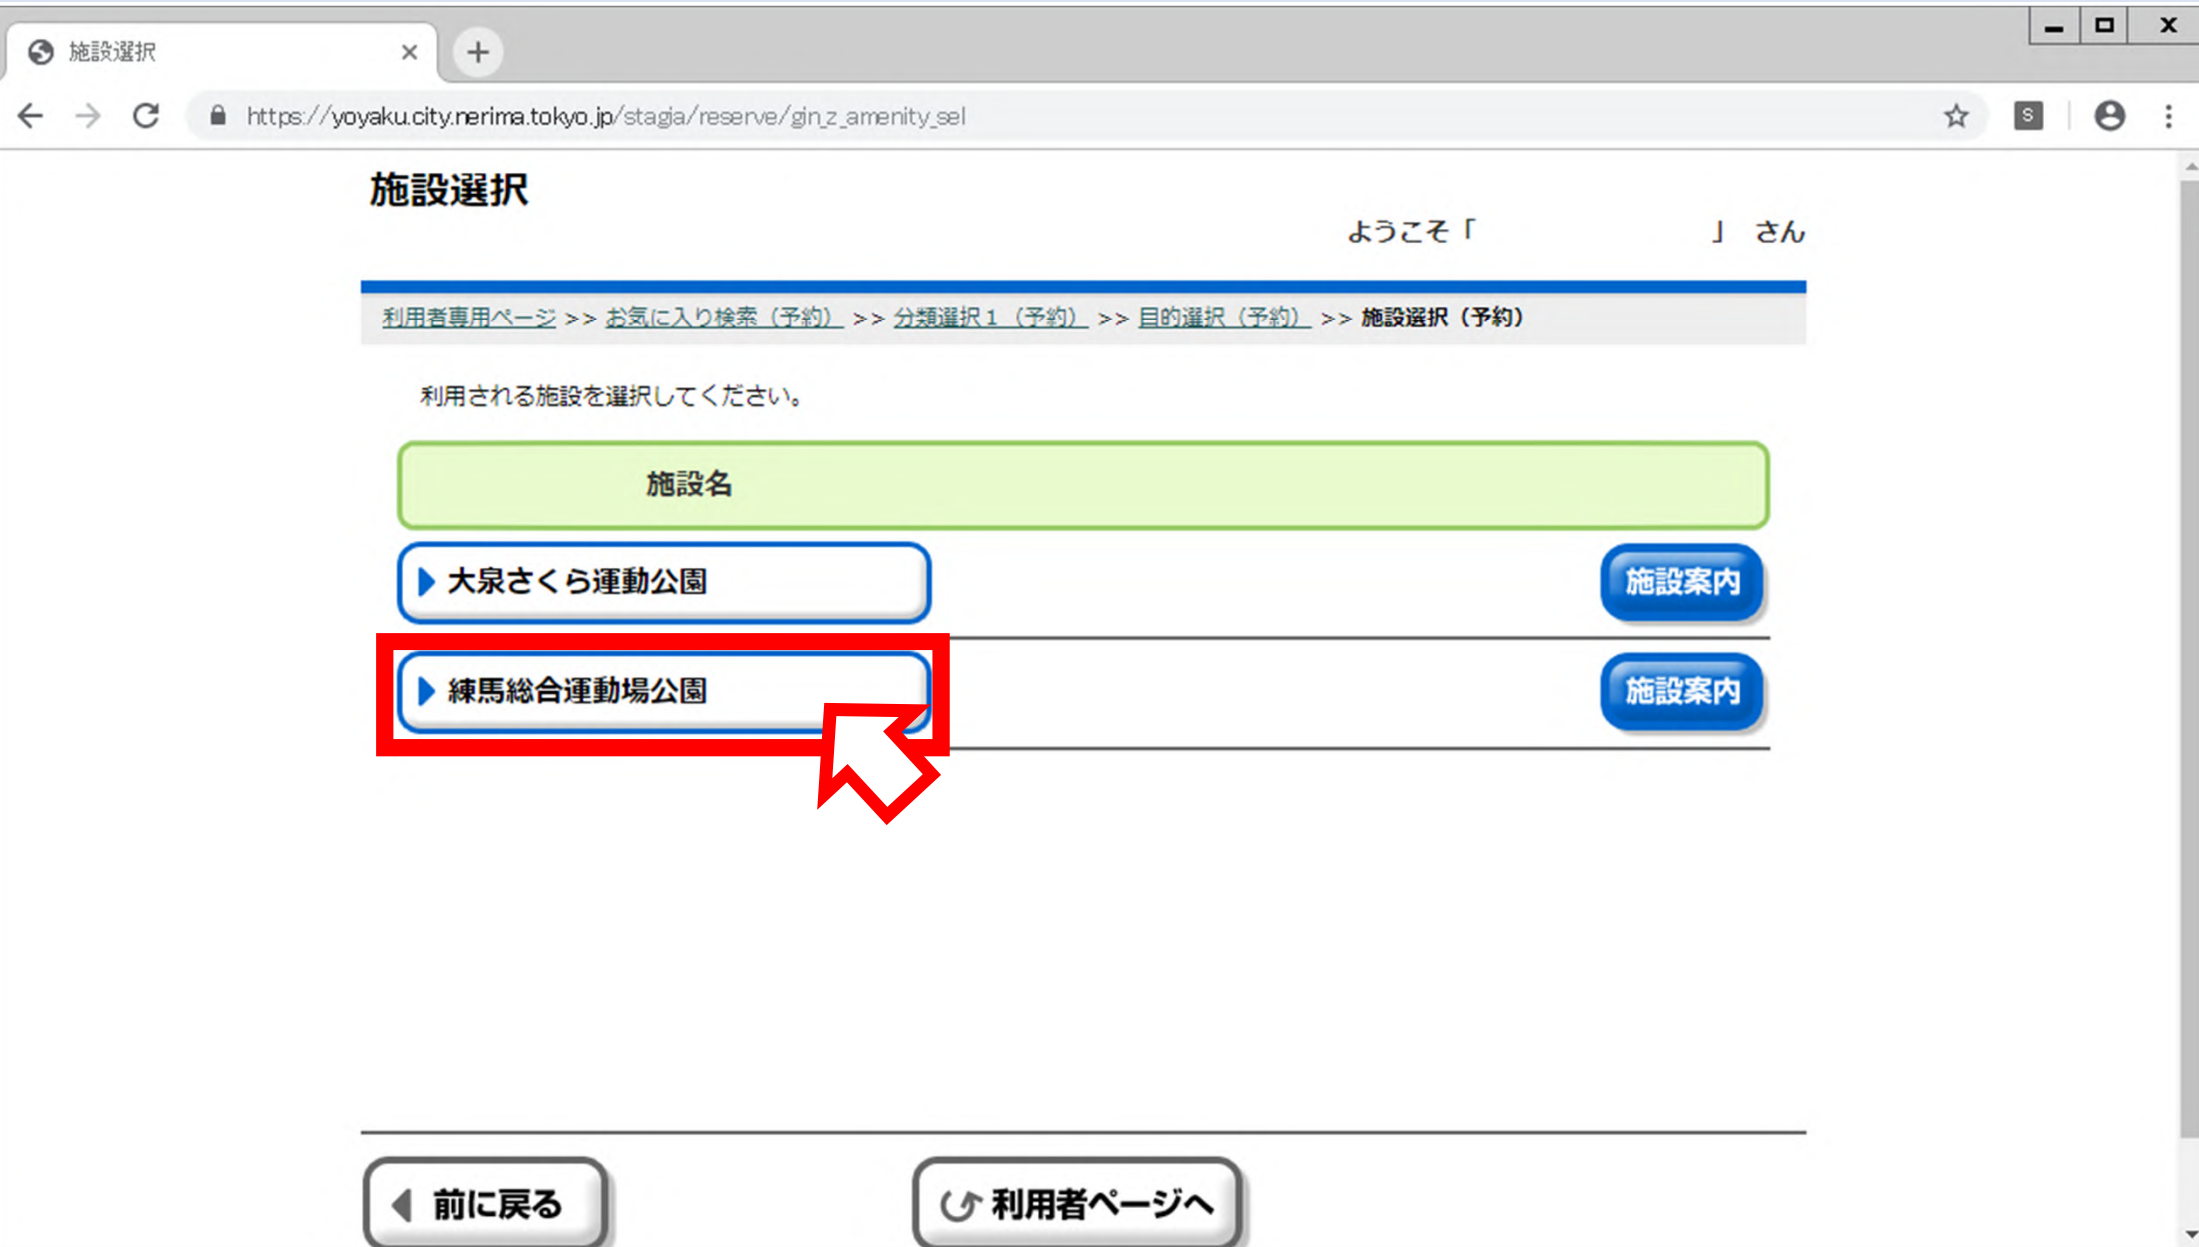 施設選択
https://yoyaku.city.nerima.tokyo.jp/stagia/reserve/gin_z_amenity_sel
S
施設選択
ようこそ「 」 さん
利用者専用ページ >> お気に入り検索（予約） >> 分類選択１（予約） >> 目的選択（予約） >> 施設選択（予約）
利用される施設を選択してください。
施設名
大泉さくら運動公園 施設案内
練馬総合運動場公園 施設案内
前に戻る 利用者ページへ